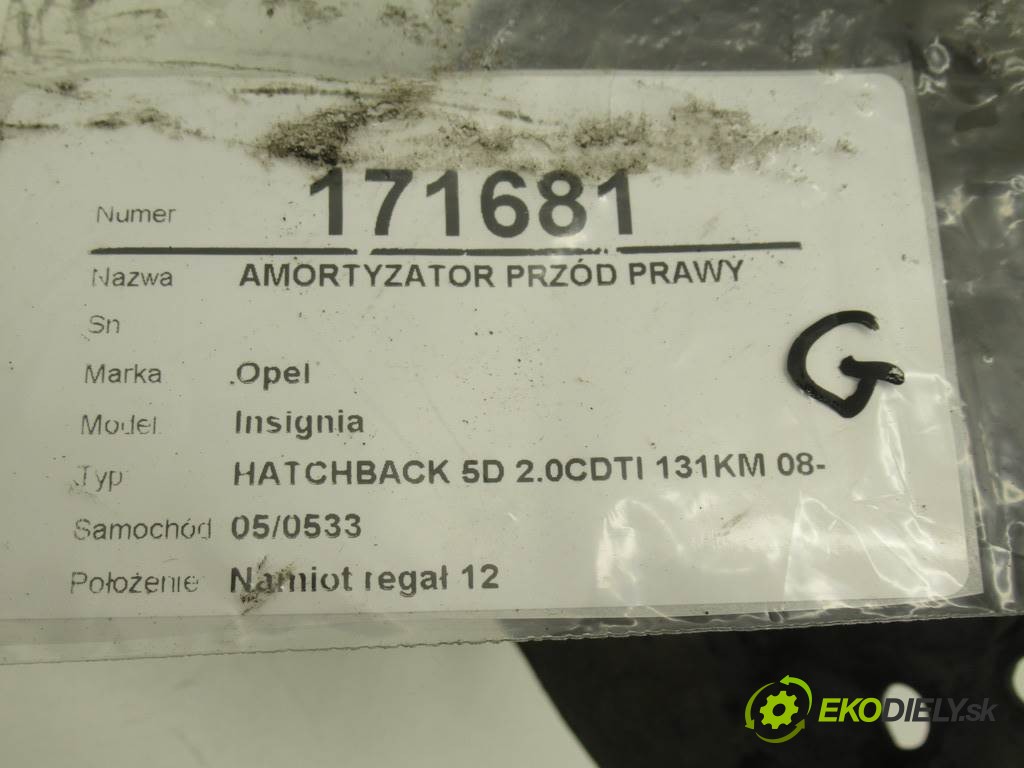 Numer 171681
Nazwa AMORTYZATOR PRZÓD PRAWY
Sn
Marka Opel
Model Insignia
G
Typ HATCHBACK 5D 2.0CDTI 131KM 08-
Samochód 05/0533
Położenie Namiot regał 12
EKODIELY.sk